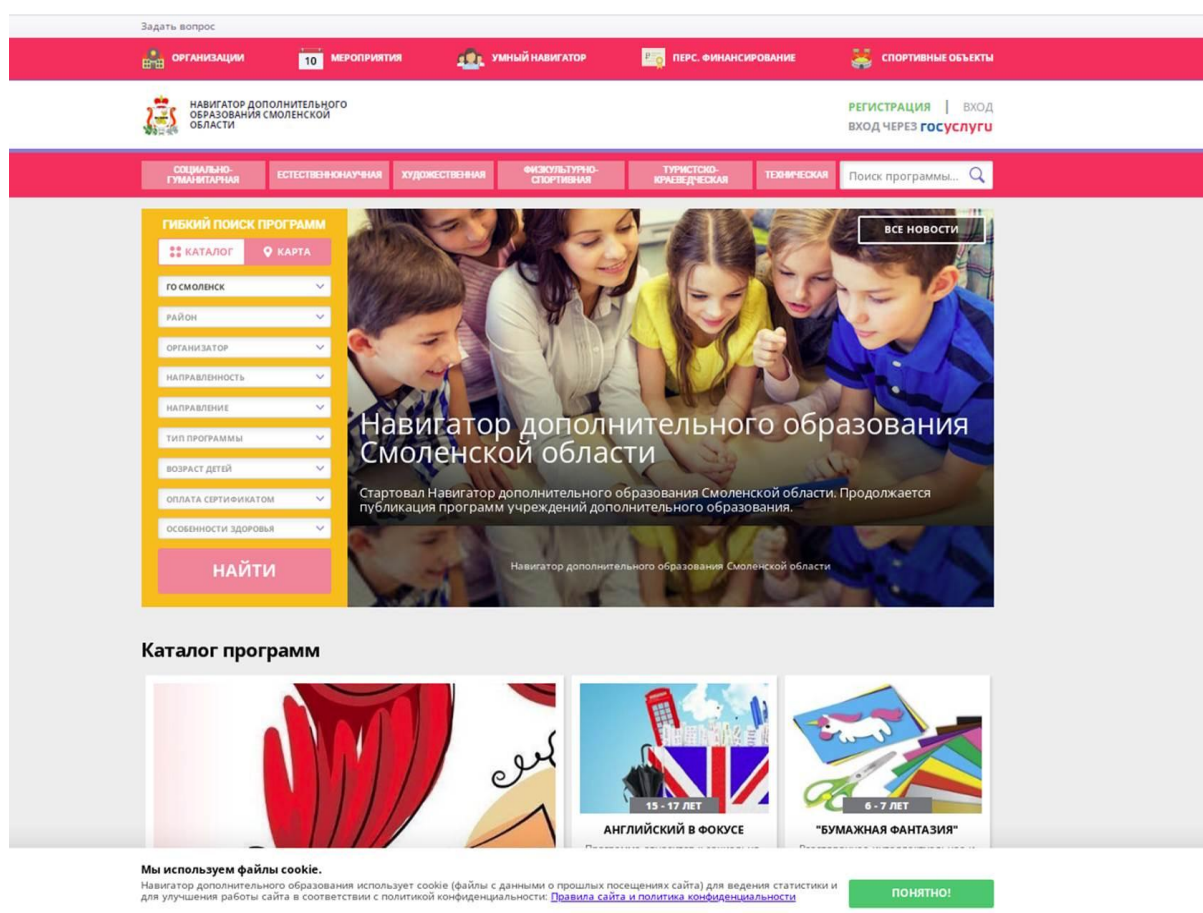 Задать вопрос
ОРГАНИЗАЦИИ
10
МЕРОПРИЯТИЯ
УМНЫЙ НАВИГАТОР
ПЕРС. ФИНАНСИРОВАНИЕ
СПОРТИВНЫЕ ОБЪЕКТЫ
НАВИГАТОР ДОПОЛНИТЕЛЬНОГО
ОБРАЗОВАНИЯ СМОЛЕНСКОЙ
ОБЛАСТИ
РЕГИСТРАЦИЯ | ВХОД
ВХОД ЧЕРЕЗ госуслуги
СОЦИАЛЬНО-
ГУМАНИТАРНАЯ
ЕСТЕСТВЕННОНАУЧНАЯ
ХУДОЖЕСТВЕННАЯ
ФИЗКУЛЬТУРНО-
СПОРТИВНАЯ
ТУРИСТСКО-
КРАЕВЕДЧЕСКАЯ
ТЕХНИЧЕСКАЯ
Поиск программы...
ГИБКИЙ ПОИСК ПРОГРАММ
КАТАЛОГ
КАРТА
ГО СМОЛЕНСК
РАЙОН
ОРГАНИЗАТОР
НАПРАВЛЕННОСТЬ
НАПРАВЛЕНИЕ
ТИП ПРОГРАММЫ
ВОЗРАСТ ДЕТЕЙ
ОПЛАТА СЕРТИФИКАТОМ
ОСОБЕННОСТИ ЗДОРОВЬЯ
НАЙТИ
ВСЕ НОВОСТИ
Навигатор дополнительного образования
Смоленской области
Стартовал Навигатор дополнительного образования Смоленской области. Продолжается
публикация программ учреждений дополнительного образования.
Навигатор дополнительного образования Смоленской области
Каталог программ
15 - 17 ЛЕТ
АНГЛИЙСКИЙ В ФОКУСЕ
6 - 7 ЛЕТ
"БУМАЖНАЯ ФАНТАЗИЯ"
Мы используем файлы cookie.
Навигатор дополнительного образования использует cookie (файлы с данными о прошлых посещениях сайта) для ведения статистики и
для улучшения работы сайта в соответствии с политикой конфиденциальности: Правила сайта и политика конфиденциальности
ПОНЯТНО!